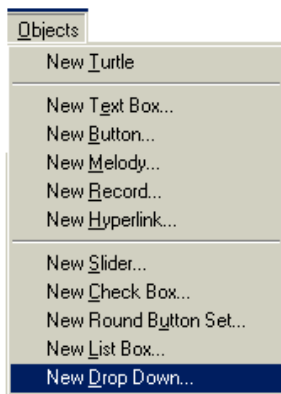 Objects
New Turtle
New Text Box...
New Button...
New Melody...
New Record...
New Hyperlink...
New Slider...
New Check Box...
New Round Button Set...
New List Box...
New Drop Down...